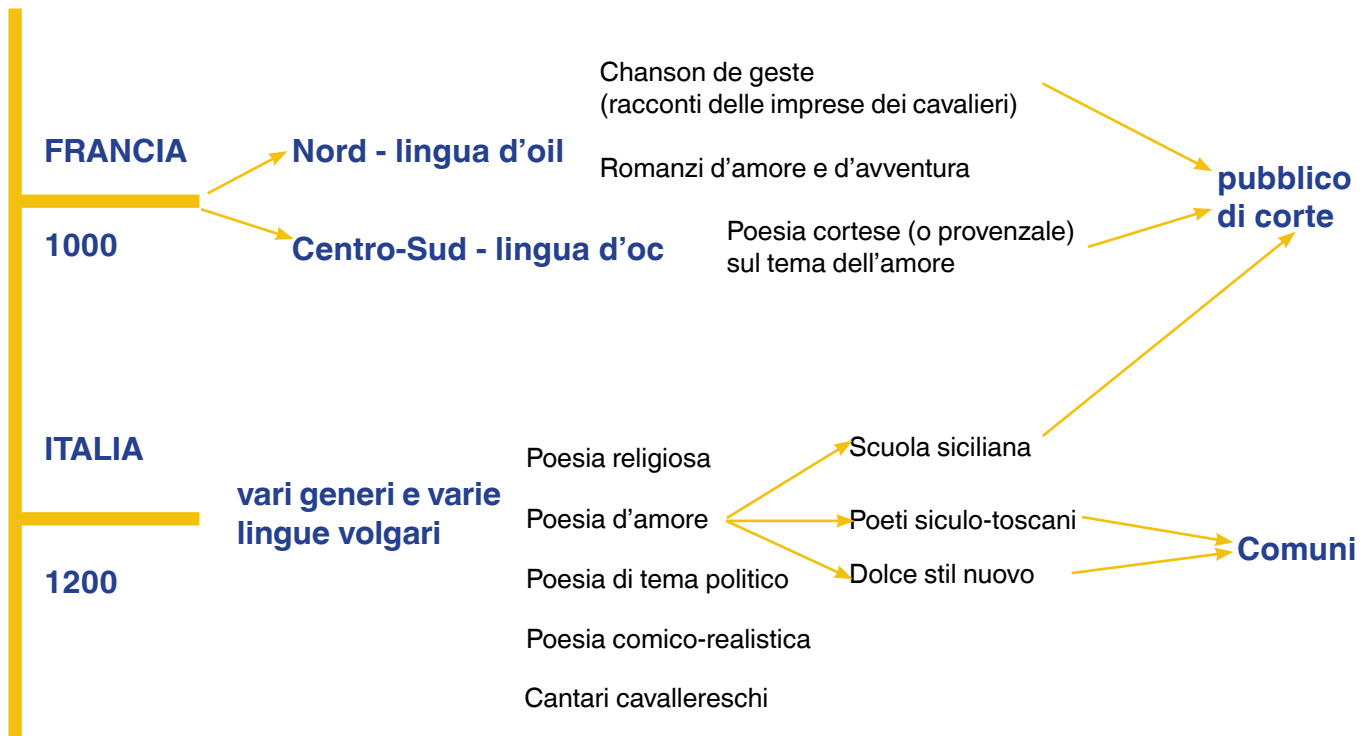 FRANCIA
1000
Nord - lingua d'oil
Centro-Sud - lingua d'oc
Chanson de geste
(racconti delle imprese dei cavalieri)
Romanzi d'amore e d'avventura
Poesia cortese (o provenzale)
sul tema dell'amore
pubblico
di corte
ITALIA
1200
vari generi e varie
lingue volgari
Poesia religiosa
Poesia d'amore
Poesia di tema politico
Poesia comico-realistica
Cantari cavallereschi
Scuola siciliana
Poeti siculo-toscani
Dolce stil nuovo
Comuni